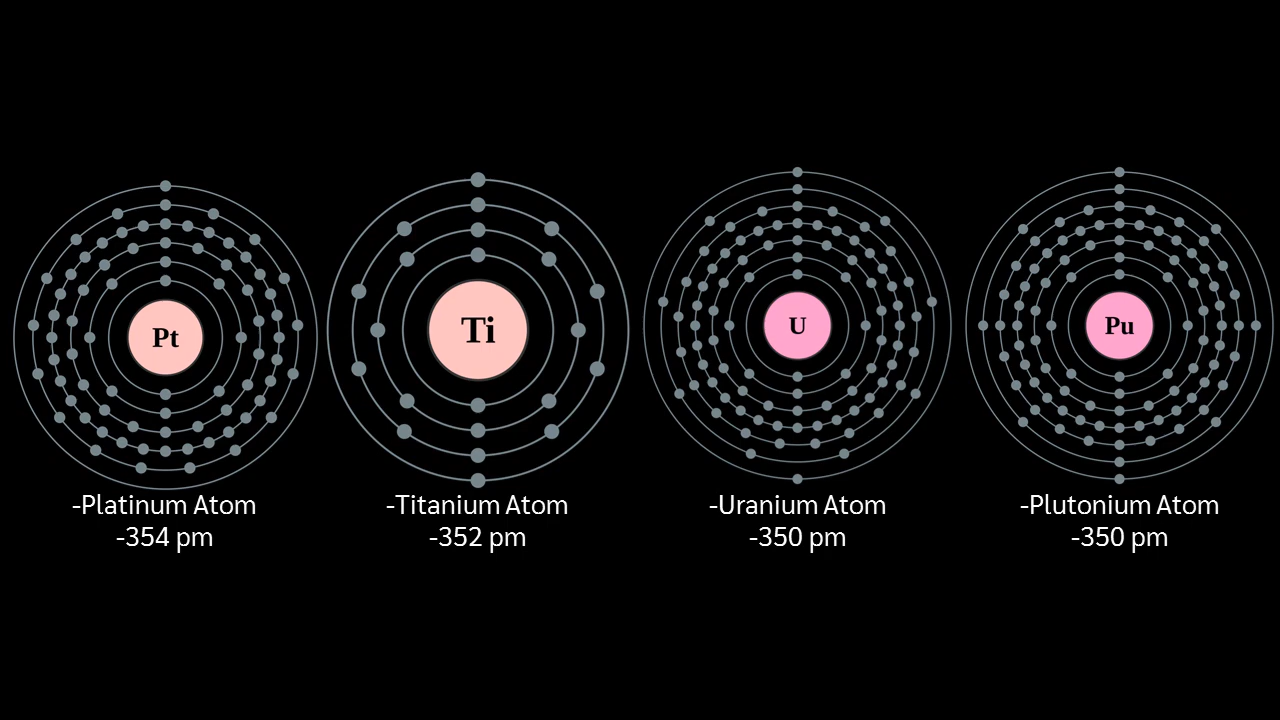 Pt
Ti
U
Pu
-Platinum Atom
-354 pm
-Titanium Atom
-352 pm
-Uranium Atom
-350 pm
-Plutonium Atom
-350 pm